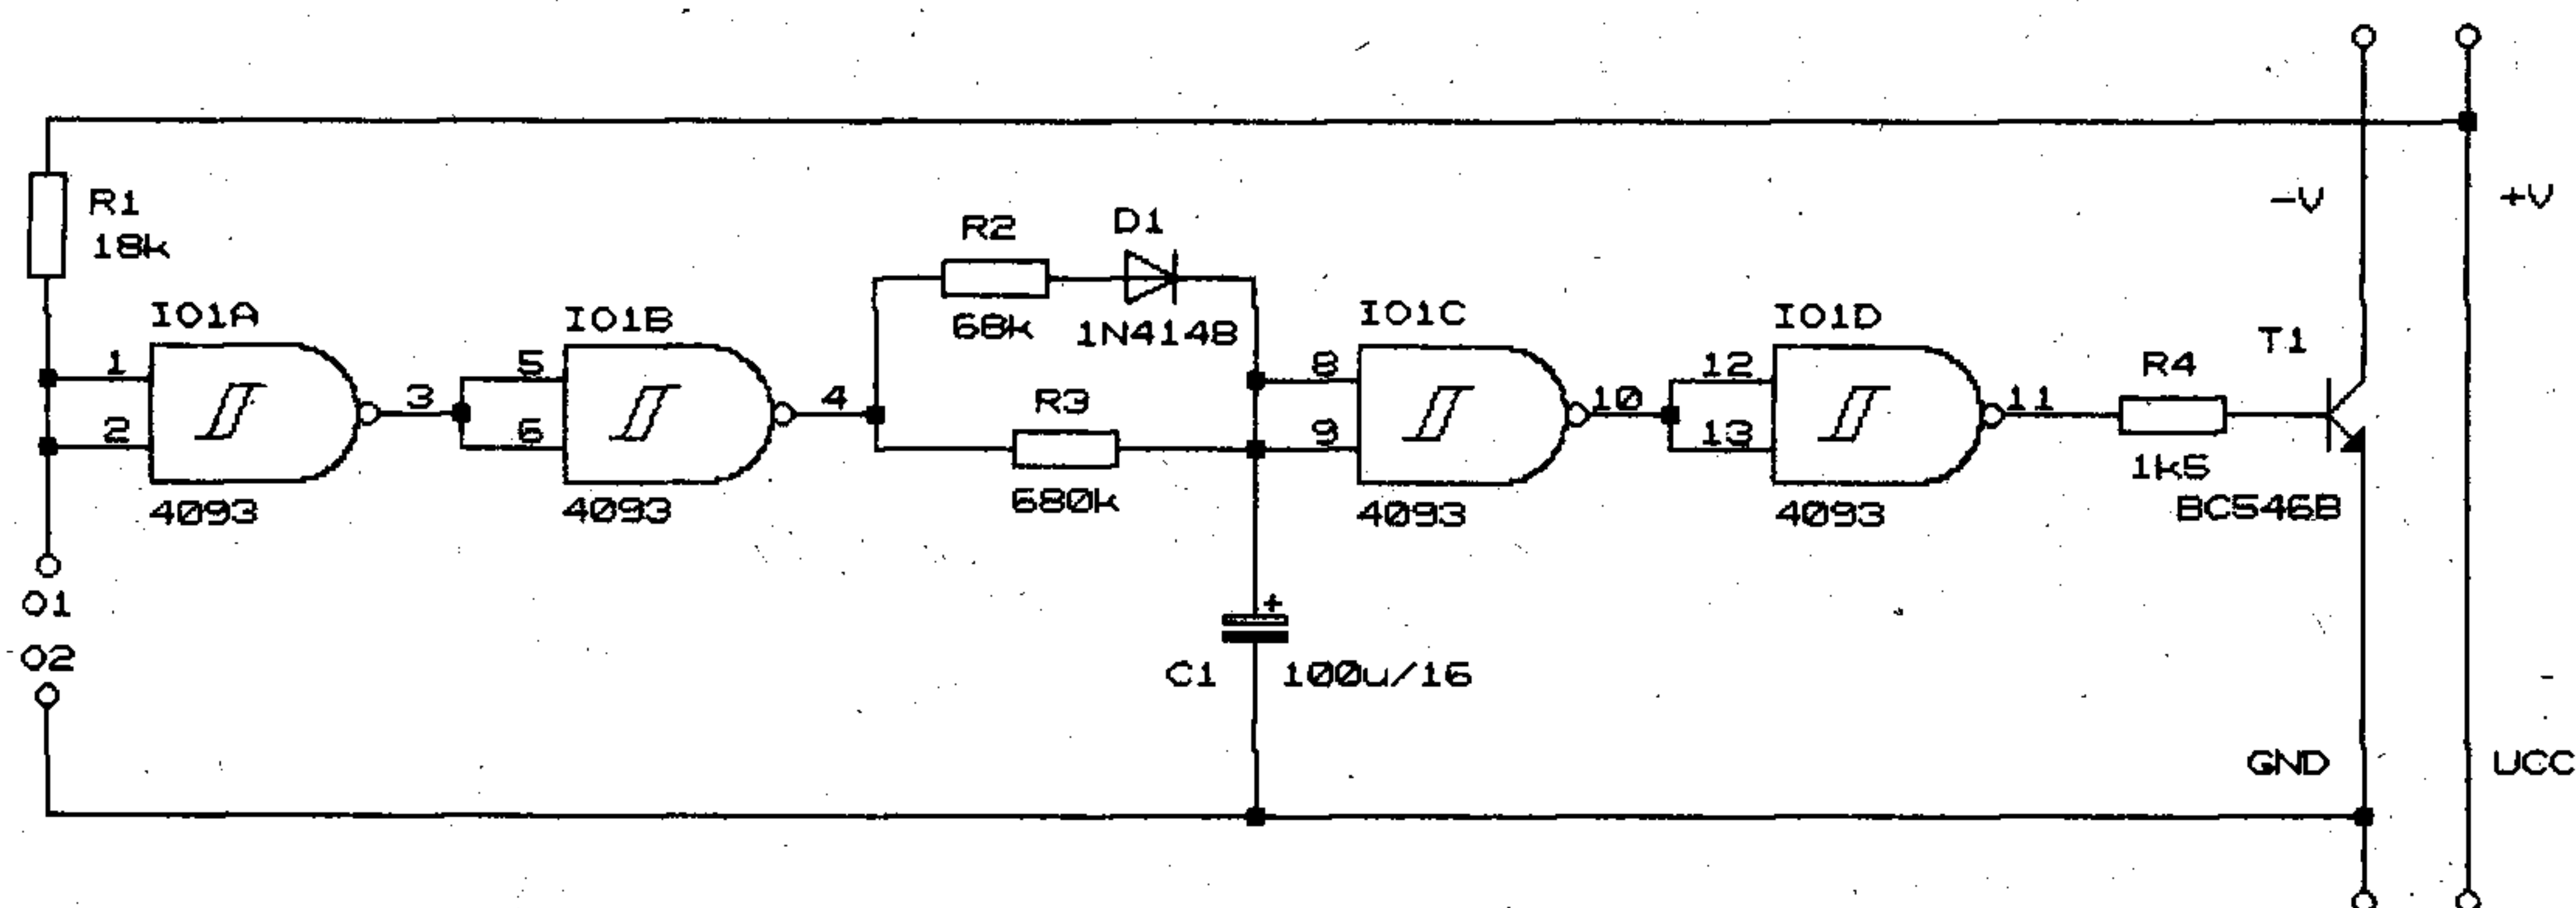 -V
+V
R1
18k
R2
D1
68k
1N4148
IO1A
IO1B
IO1C
IO1D
T1
1
2
3
5
6
4
R3
680k
8
9
10
12
13
11
R4
1k5
BC546B
4093
4093
4093
4093
O1
O2
+
C1
100u/16
GND
UCC